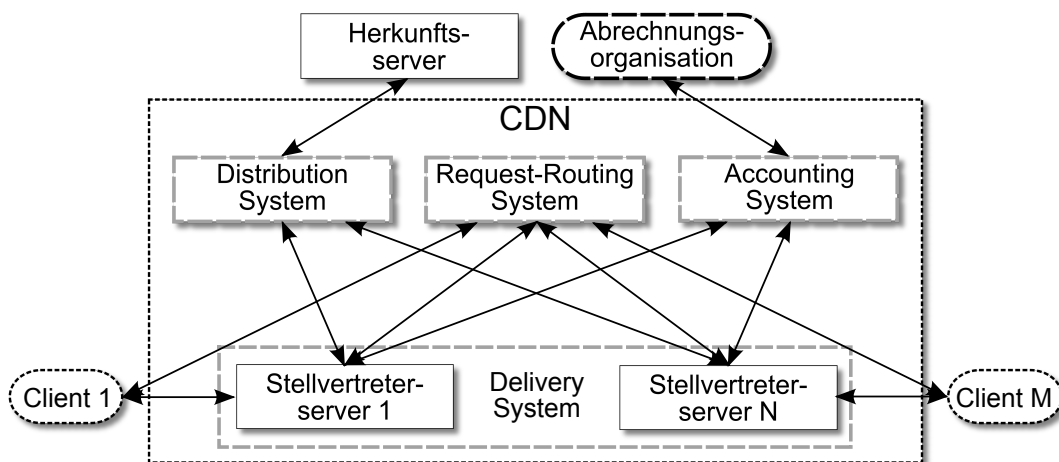 Herkunfts-
server
Abrechnungs-
organisation
CDN
Distribution
System
Request-Routing
System
Accounting
System
Client 1
Stellvertreter-
server 1
Delivery
System
Stellvertreter-
server N
Client M